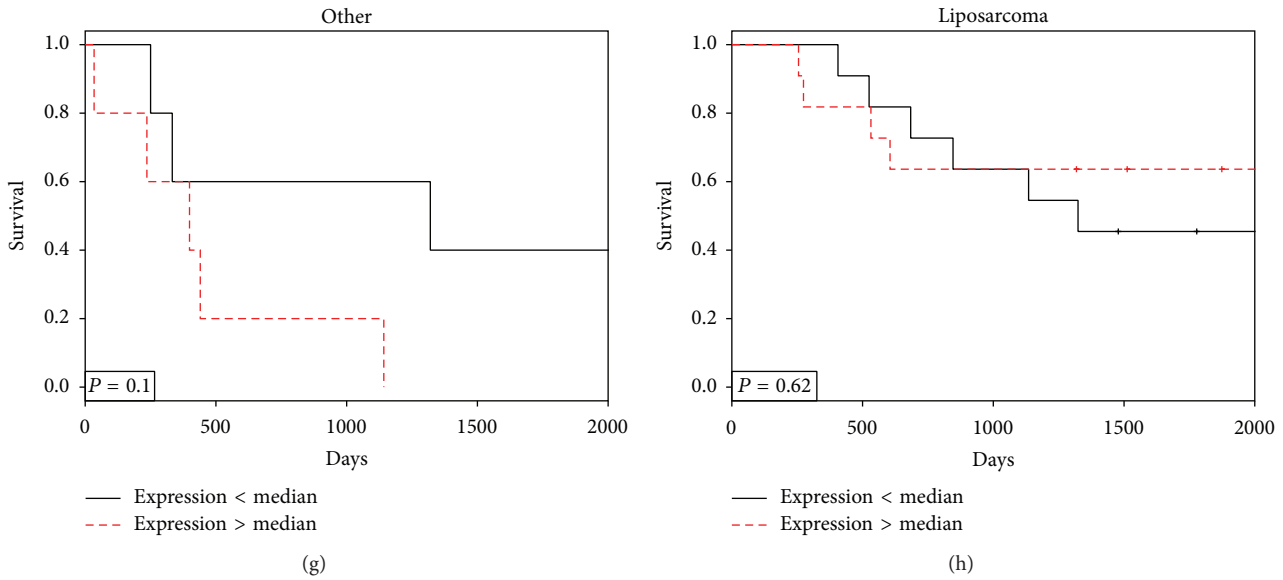 Other
Survival
1.0
0.8
0.6
0.4
0.2
0.0
P = 0.1
0 500 1000 1500 2000
Days
Expression < median
Expression > median
(g)
Liposarcoma
Survival
1.0
0.8
0.6
0.4
0.2
0.0
P = 0.62
0 500 1000 1500 2000
Days
Expression < median
Expression > median
(h)